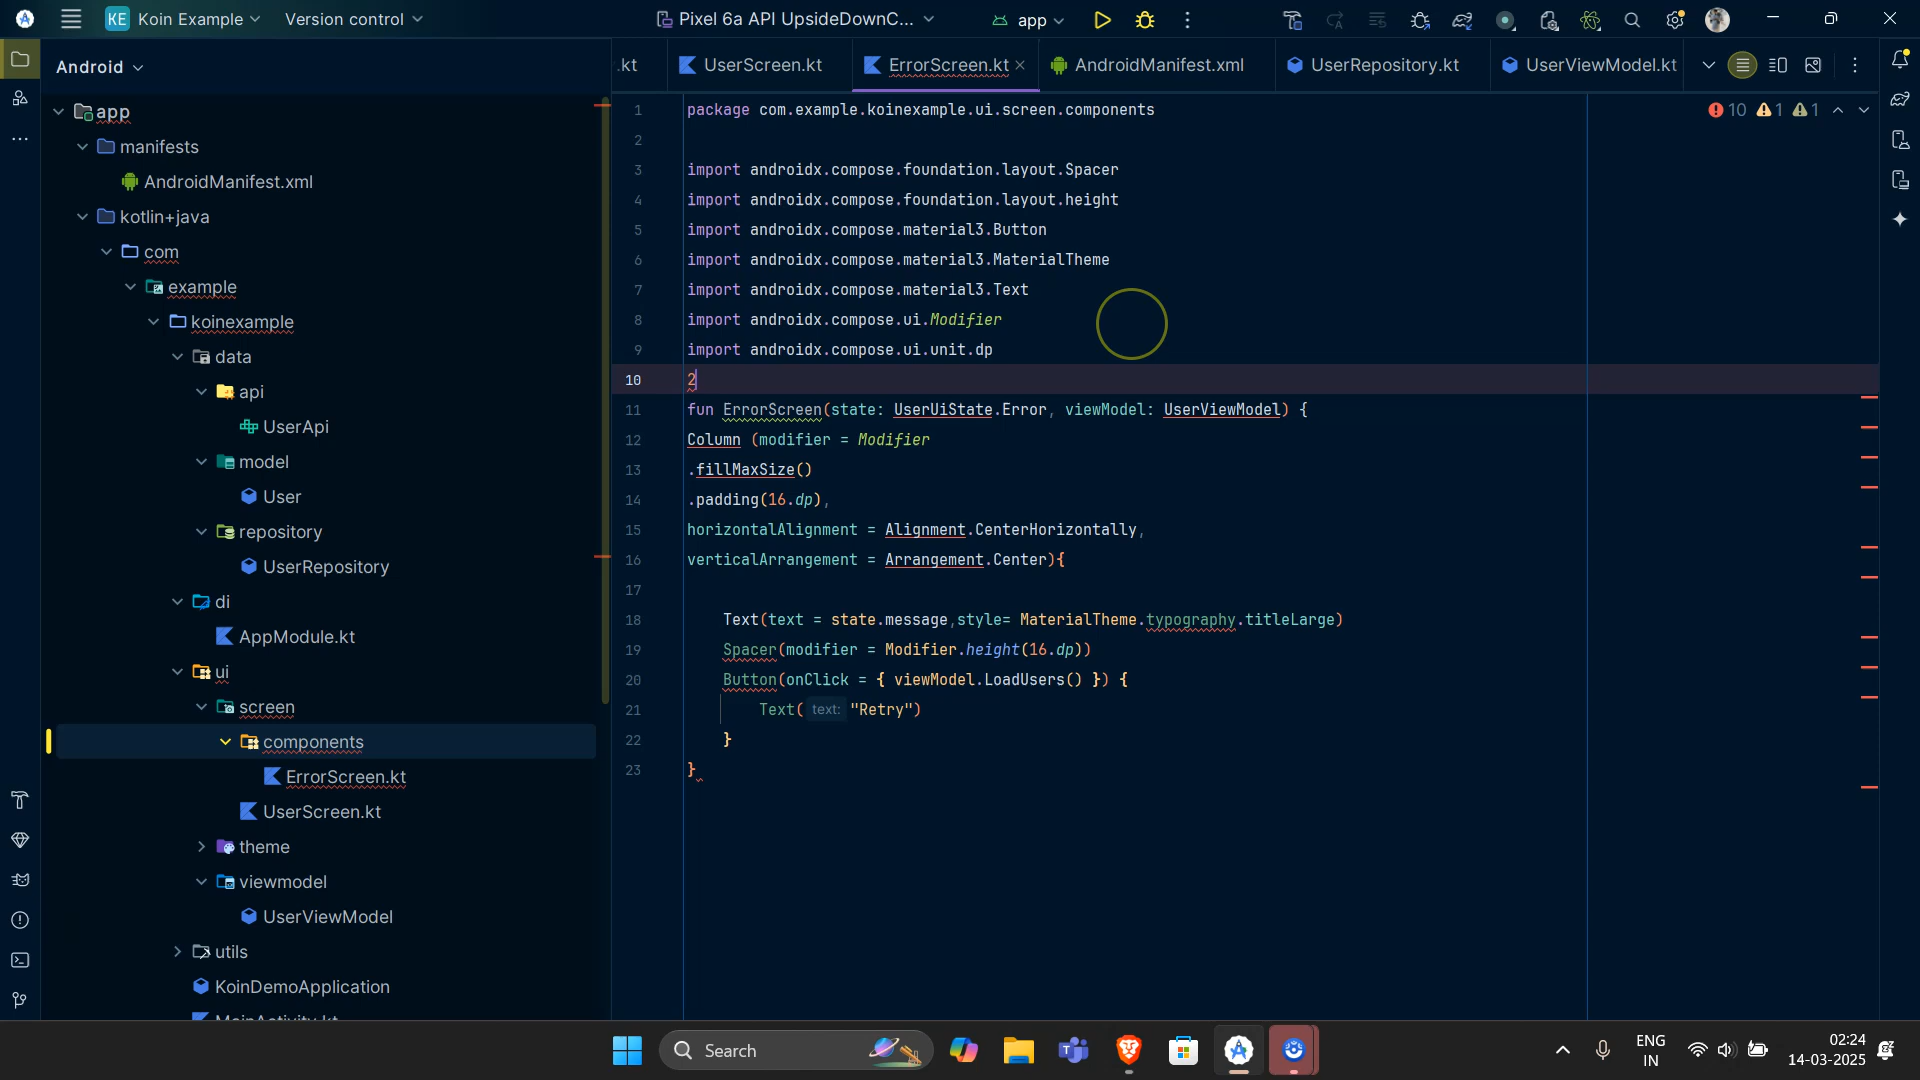 KE Koin Example Version control Pixel 6a API UpsideDownC... app
Android
app
manifests
AndroidManifest.xml
kotlin+java
com
example
koinexample
data
api
UserApi
model
User
repository
UserRepository
di
AppModule.kt
ui
screen
components
ErrorScreen.kt
UserScreen.kt
theme
viewmodel
UserViewModel
utils
KoinDemoApplication
MainActivity.kt
.kt UserScreen.kt ErrorScreen.kt AndroidManifest.xml UserRepository.kt UserViewModel.kt
10 1 1
1 package com.example.koinexample.ui.screen.components
2
3 import androidx.compose.foundation.layout.Spacer
4 import androidx.compose.foundation.layout.height
5 import androidx.compose.material3.Button
6 import androidx.compose.material3.MaterialTheme
7 import androidx.compose.material3.Text
8 import androidx.compose.ui.Modifier
9 import androidx.compose.ui.unit.dp
10 2
11 fun ErrorScreen(state: UserUiState.Error, viewModel: UserViewModel) {
12 Column (modifier = Modifier
13 .fillMaxSize()
14 .padding(16.dp),
15 horizontalAlignment = Alignment.CenterHorizontally,
16 verticalArrangement = Arrangement.Center){
17
18 Text(text = state.message,style= MaterialTheme.typography.titleLarge)
19 Spacer(modifier = Modifier.height(16.dp))
20 Button(onClick = { viewModel.LoadUsers() }) {
21 Text( text: "Retry")
22 }
23 }
Search
ENG
IN
02:24
14-03-2025